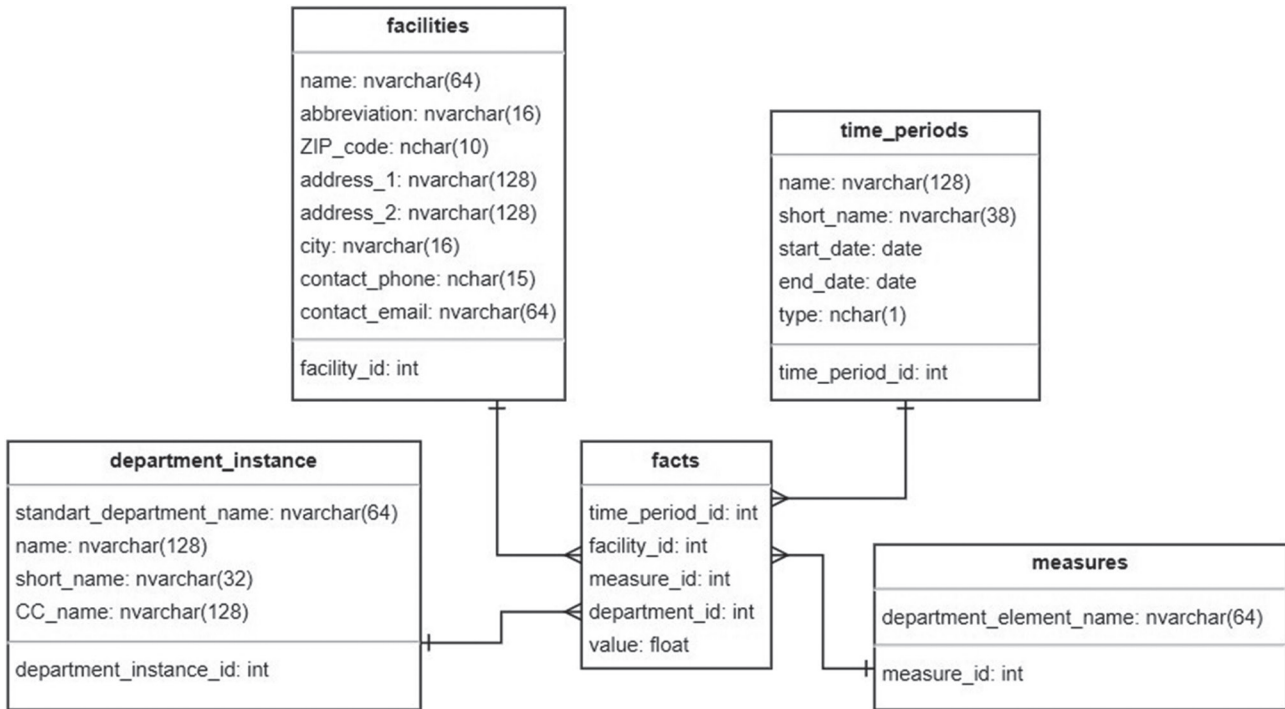 facilities
name: nvarchar(64)
abbreviation: nvarchar(16)
ZIP_code: nchar(10)
address_1: nvarchar(128)
address_2: nvarchar(128)
city: nvarchar(16)
contact_phone: nchar(15)
contact_email: nvarchar(64)
facility_id: int
time_periods
name: nvarchar(128)
short_name: nvarchar(38)
start_date: date
end_date: date
type: nchar(1)
time_period_id: int
department_instance
standart_department_name: nvarchar(64)
name: nvarchar(128)
short_name: nvarchar(32)
CC_name: nvarchar(128)
department_instance_id: int
facts
time_period_id: int
facility_id: int
measure_id: int
department_id: int
value: float
measures
department_element_name: nvarchar(64)
measure_id: int